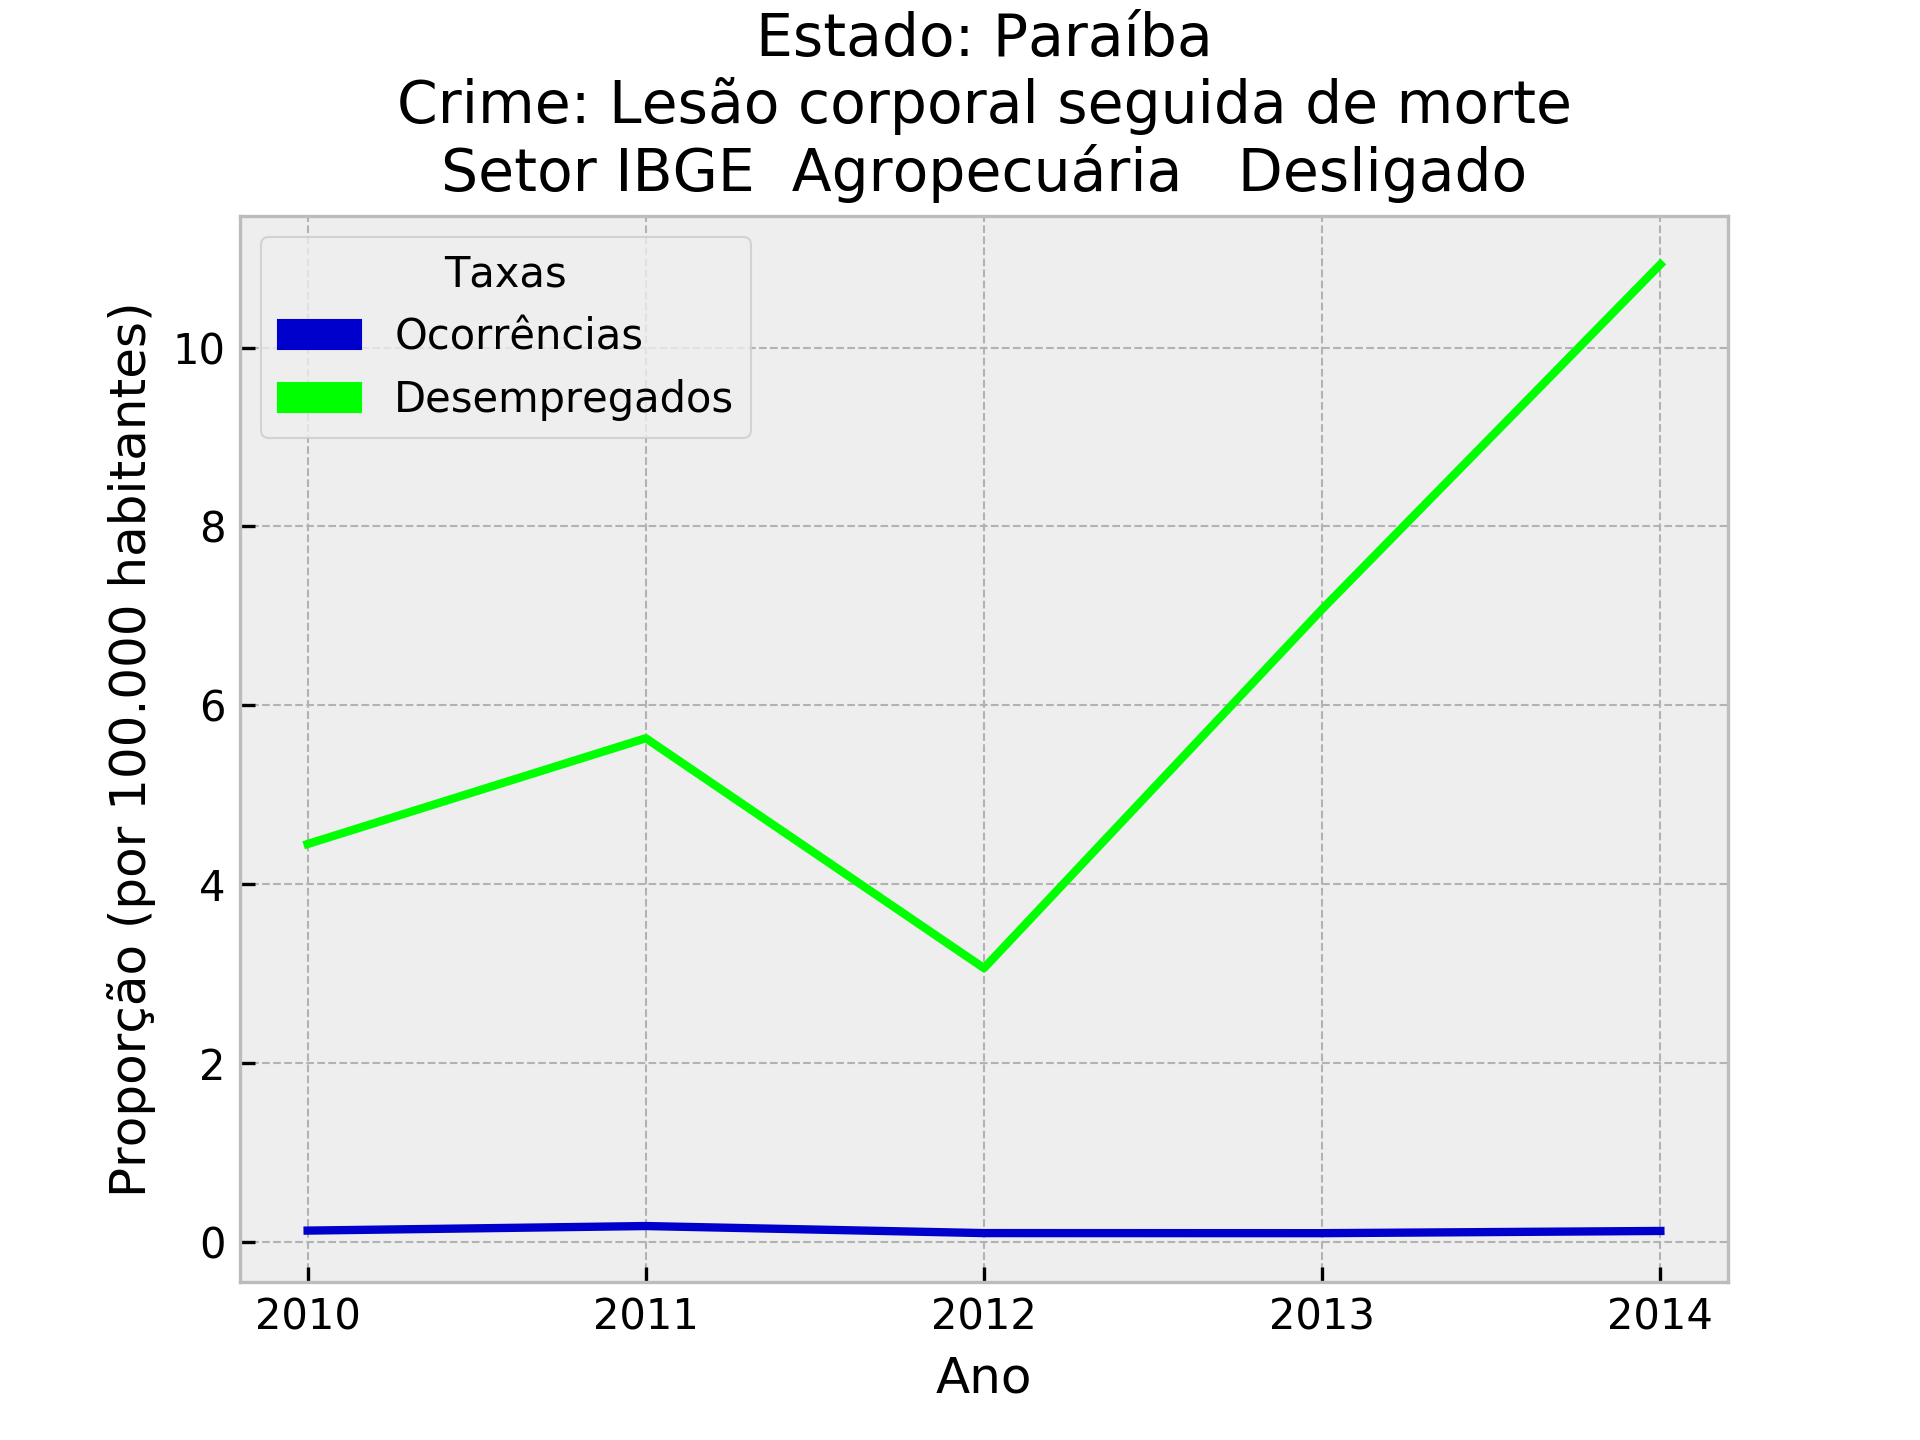 Estado: Paraíba
Crime: Lesão corporal seguida de morte
Setor IBGE  Agropecuária   Desligado
Taxas
Ocorrências
Desempregados
Proporção (por 100.000 habitantes)
10
8
6
4
2
0
2010
2011
2012
2013
2014
Ano